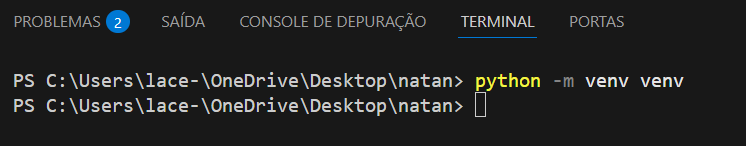 PROBLEMAS 2 SAÍDA CONSOLE DE DEPURAÇÃO TERMINAL PORTAS
PS C:\Users\lace-\OneDrive\Desktop\natan> python -m venv venv
PS C:\Users\lace-\OneDrive\Desktop\natan>